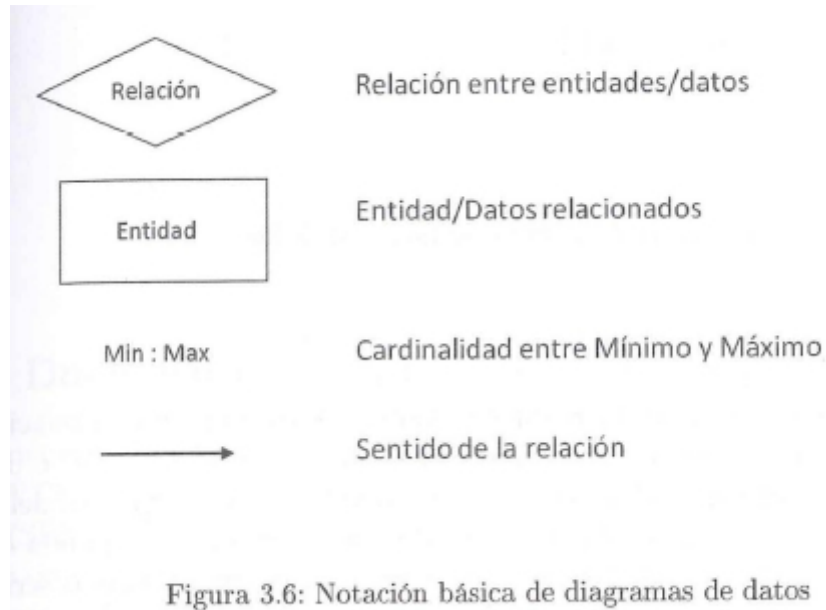 Relación Relación entre entidades/datos
Entidad Entidad/Datos relacionados
Min : Max Cardinalidad entre Mínimo y Máximo
Sentido de la relación
Figura 3.6: Notación básica de diagramas de datos